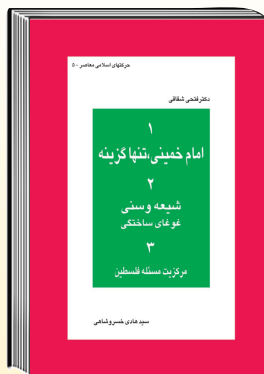 حرکتهای اسلامی معاصر - ۵
دکتر فتحی شقاقی
۱
امام خمینی، تنها گزینه
۲
شیعه و سنی
غوغای ساختگی
۳
مرکزیت مسئله فلسطین
سید هادی خسروشاهی